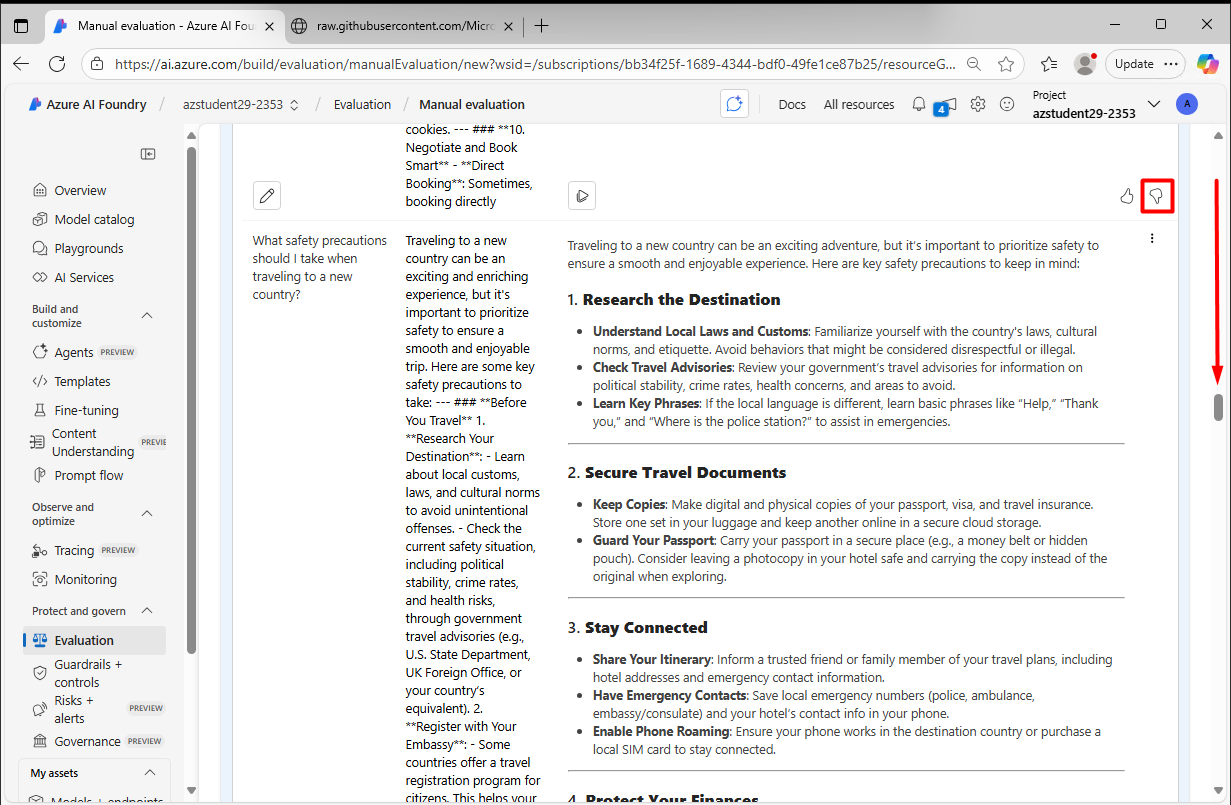 Manual evaluation - Azure AI Fou
raw.githubusercontent.com/Micr
https://ai.azure.com/build/evaluation/manualEvaluation/new?wsid=/subscriptions/bb34f25f-1689-4344-bdf0-49fe1ce87b25/resourceG...
Update
Azure AI Foundry / azstudent29-2353 / Evaluation / Manual evaluation
Docs
All resources
4
Project
azstudent29-2353
A
Overview
Model catalog
Playgrounds
AI Services
Build and
customize
Agents PREVIEW
Templates
Fine-tuning
Content
Understanding PREVIE
Prompt flow
Observe and
optimize
Tracing PREVIEW
Monitoring
Protect and govern
Evaluation
Guardrails +
controls
Risks +
alerts PREVIEW
Governance PREVIEW
My assets
Models + endpoints
cookies. --- ### **10.
Negotiate and Book
Smart** - **Direct
Booking**: Sometimes,
booking directly
What safety precautions
should I take when
traveling to a new
country?
Traveling to a new
country can be an
exciting and enriching
experience, but it's
important to prioritize
safety to ensure a
smooth and enjoyable
trip. Here are some key
safety precautions to
take: --- ### **Before
You Travel** 1.
**Research Your
Destination**: - Learn
about local customs,
laws, and cultural norms
to avoid unintentional
offenses. - Check the
current safety situation,
including political
stability, crime rates,
and health risks,
through government
travel advisories (e.g.,
U.S. State Department,
UK Foreign Office, or
your country's
equivalent). 2.
**Register with Your
Embassy**: - Some
countries offer a travel
registration program for
citizens. This helps your
Traveling to a new country can be an exciting adventure, but it's important to prioritize safety to
ensure a smooth and enjoyable experience. Here are key safety precautions to keep in mind:
1. Research the Destination
• Understand Local Laws and Customs: Familiarize yourself with the country's laws, cultural
norms, and etiquette. Avoid behaviors that might be considered disrespectful or illegal.
• Check Travel Advisories: Review your government's travel advisories for information on
political stability, crime rates, health concerns, and areas to avoid.
• Learn Key Phrases: If the local language is different, learn basic phrases like “Help,” “Thank
you,” and “Where is the police station?” to assist in emergencies.
2. Secure Travel Documents
• Keep Copies: Make digital and physical copies of your passport, visa, and travel insurance.
Store one set in your luggage and keep another online in a secure cloud storage.
• Guard Your Passport: Carry your passport in a secure place (e.g., a money belt or hidden
pouch). Consider leaving a photocopy in your hotel safe and carrying the copy instead of the
original when exploring.
3. Stay Connected
• Share Your Itinerary: Inform a trusted friend or family member of your travel plans, including
hotel addresses and emergency contact information.
• Have Emergency Contacts: Save local emergency numbers (police, ambulance,
embassy/consulate) and your hotel's contact info in your phone.
• Enable Phone Roaming: Ensure your phone works in the destination country or purchase a
local SIM card to stay connected.
4. Protect Your Finances